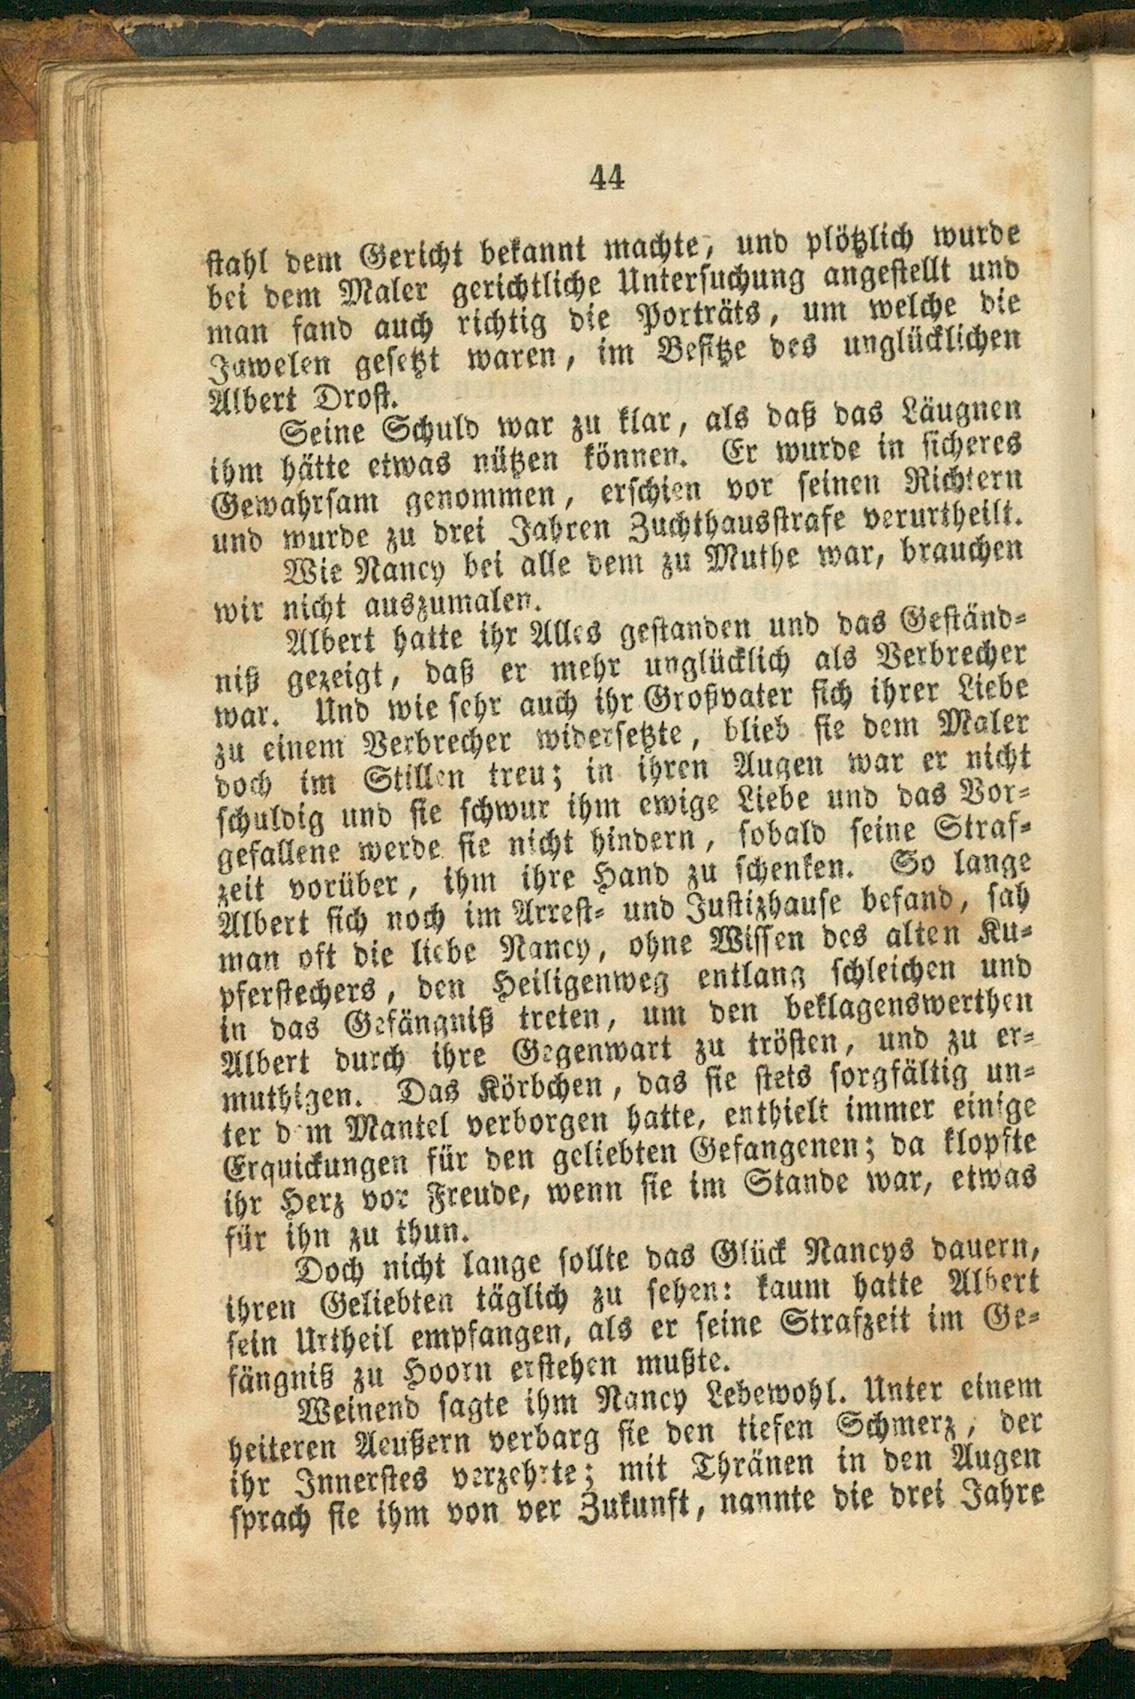 44
stahl dem Gericht bekannt machte, und plötzlich wurde
bei dem Maler gerichtliche Untersuchung angestellt und
man fand auch richtig die Porträts, um welche die
Juwelen gesetzt waren, im Besitze des unglücklichen
Albert Drost.
Seine Schuld war zu klar, als daß das Läugnen
ihm hätte etwas nützen können. Er wurde in sicheres
Gewahrsam genommen, erschien vor seinen Richtern
und wurde zu drei Jahren Zuchthausstrafe verurtheilt.
Wie Nancy bei alle dem zu Muthe war, brauchen
wir nicht auszumalen.
Albert hatte ihr Alles gestanden und das Geständ-
niß gezeigt, daß er mehr unglücklich als Verbrecher
war. Und wie sehr auch ihr Großvater sich ihrer Liebe
zu einem Verbrecher widersetzte, blieb sie dem Maler
doch im Stillen treu; in ihren Augen war er nicht
schuldig und sie schwur ihm ewige Liebe und das Vor-
gefallene werde sie nicht hindern, sobald seine Straf-
zeit vorüber, ihm ihre Hand zu schenken. So lange
Albert sich noch im Arrest- und Justizhause befand, sah
man oft die liebe Nancy, ohne Wissen des alten Ku-
pferstechers, den Heiligenweg entlang schleichen und
in das Gefängniß treten, um den beklagenswerthen
Albert durch ihre Gegenwart zu trösten, und zu er-
muthigen. Das Körbchen, das sie stets sorgfältig un-
ter dem Mantel verborgen hatte, enthielt immer einige
Erquickungen für den geliebten Gefangenen; da klopfte
ihr Herz vor Freude, wenn sie im Stande war, etwas
für ihn zu thun.
Doch nicht lange sollte das Glück Nancys dauern,
ihren Geliebten täglich zu sehen: kaum hatte Albert
sein Urtheil empfangen, als er seine Strafzeit im Ge-
fängniß zu Hoorn erstehen mußte.
Weinend sagte ihm Nancy Lebewohl. Unter einem
heiteren Aeußern verbarg sie den tiefen Schmerz, der
ihr Innerstes verzehrte; mit Thränen in den Augen
sprach sie ihm von ver Zukunft, nannte die drei Jahre